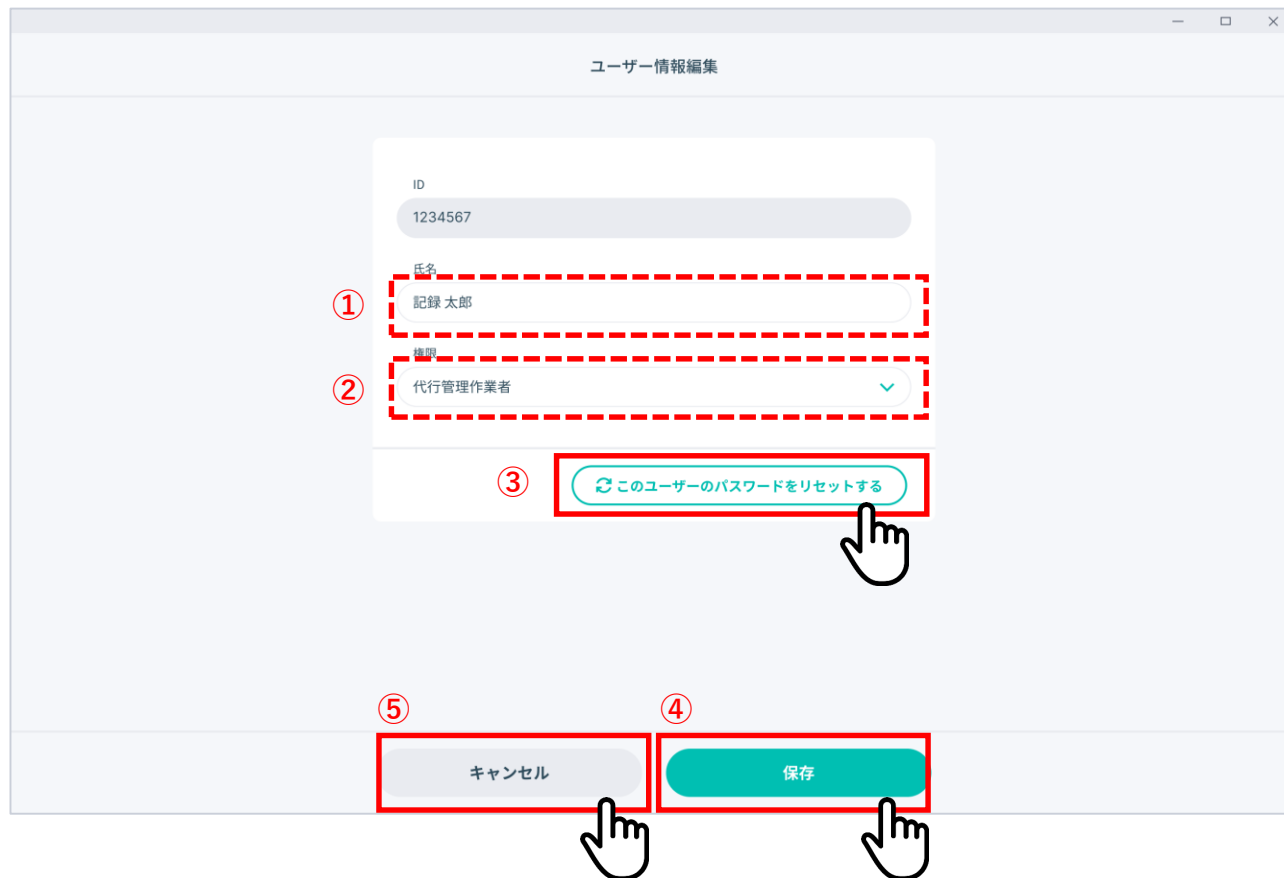 ユーザー情報編集
ID
1234567
氏名
① 記録 太郎
権限
② 代行管理作業者
③ このユーザーのパスワードをリセットする
⑤ ④
キャンセル 保存